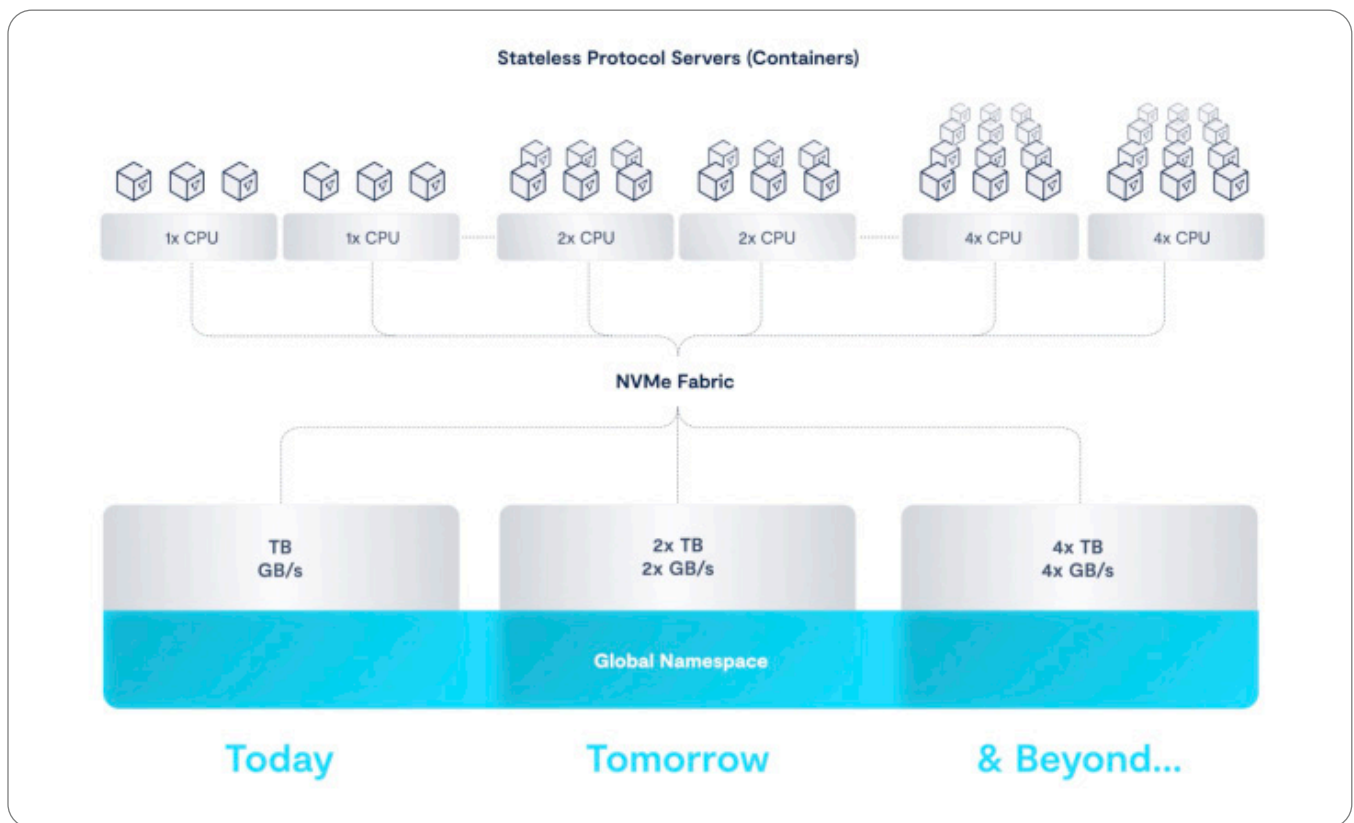 Stateless Protocol Servers (Containers)
1x CPU
1x CPU
2x CPU
2x CPU
4x CPU
4x CPU
NVMe Fabric
TB
GB/s
2x TB
2x GB/s
4x TB
4x GB/s
Global Namespace
Today
Tomorrow
& Beyond...